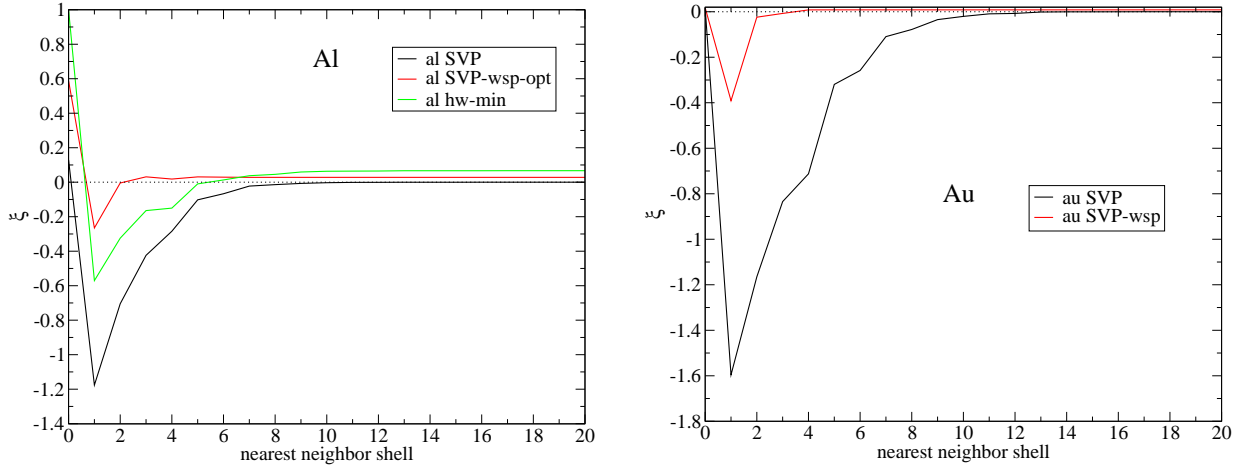 Al
al SVP
al SVP-wsp-opt
al hw-min
1
0.8
0.6
0.4
0.2
0
-0.2
-0.4
-0.6
-0.8
-1
-1.2
-1.4
ξ
0 2 4 6 8 10 12 14 16 18 20
nearest neighbor shell
Au
au SVP
au SVP-wsp
0
-0.2
-0.4
-0.6
-0.8
-1
-1.2
-1.4
-1.6
-1.8
ξ
0 2 4 6 8 10 12 14 16 18 20
nearest neighbor shell